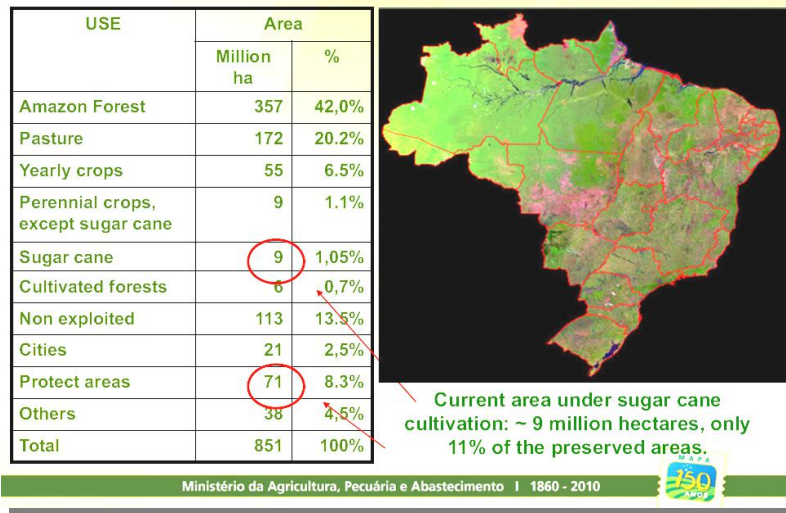 USE Area
Million ha %
Amazon Forest 357 42,0%
Pasture 172 20.2%
Yearly crops 55 6.5%
Perennial crops, except sugar cane 9 1.1%
Sugar cane 9 1,05%
Cultivated forests 6 0,7%
Non exploited 113 13.5%
Cities 21 2,5%
Protect areas 71 8.3%
Others 38 4,5%
Total 851 100%
Current area under sugar cane
cultivation: ~ 9 million hectares, only
11% of the preserved areas.
Ministério da Agricultura, Pecuária e Abastecimento I 1860 - 2010
MAPA
150
ANOS